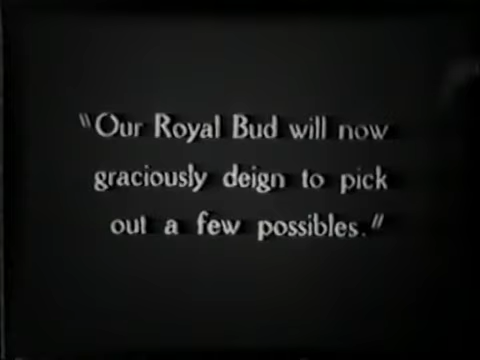 "Our Royal Bud will now
graciously deign to pick
out a few possibles."